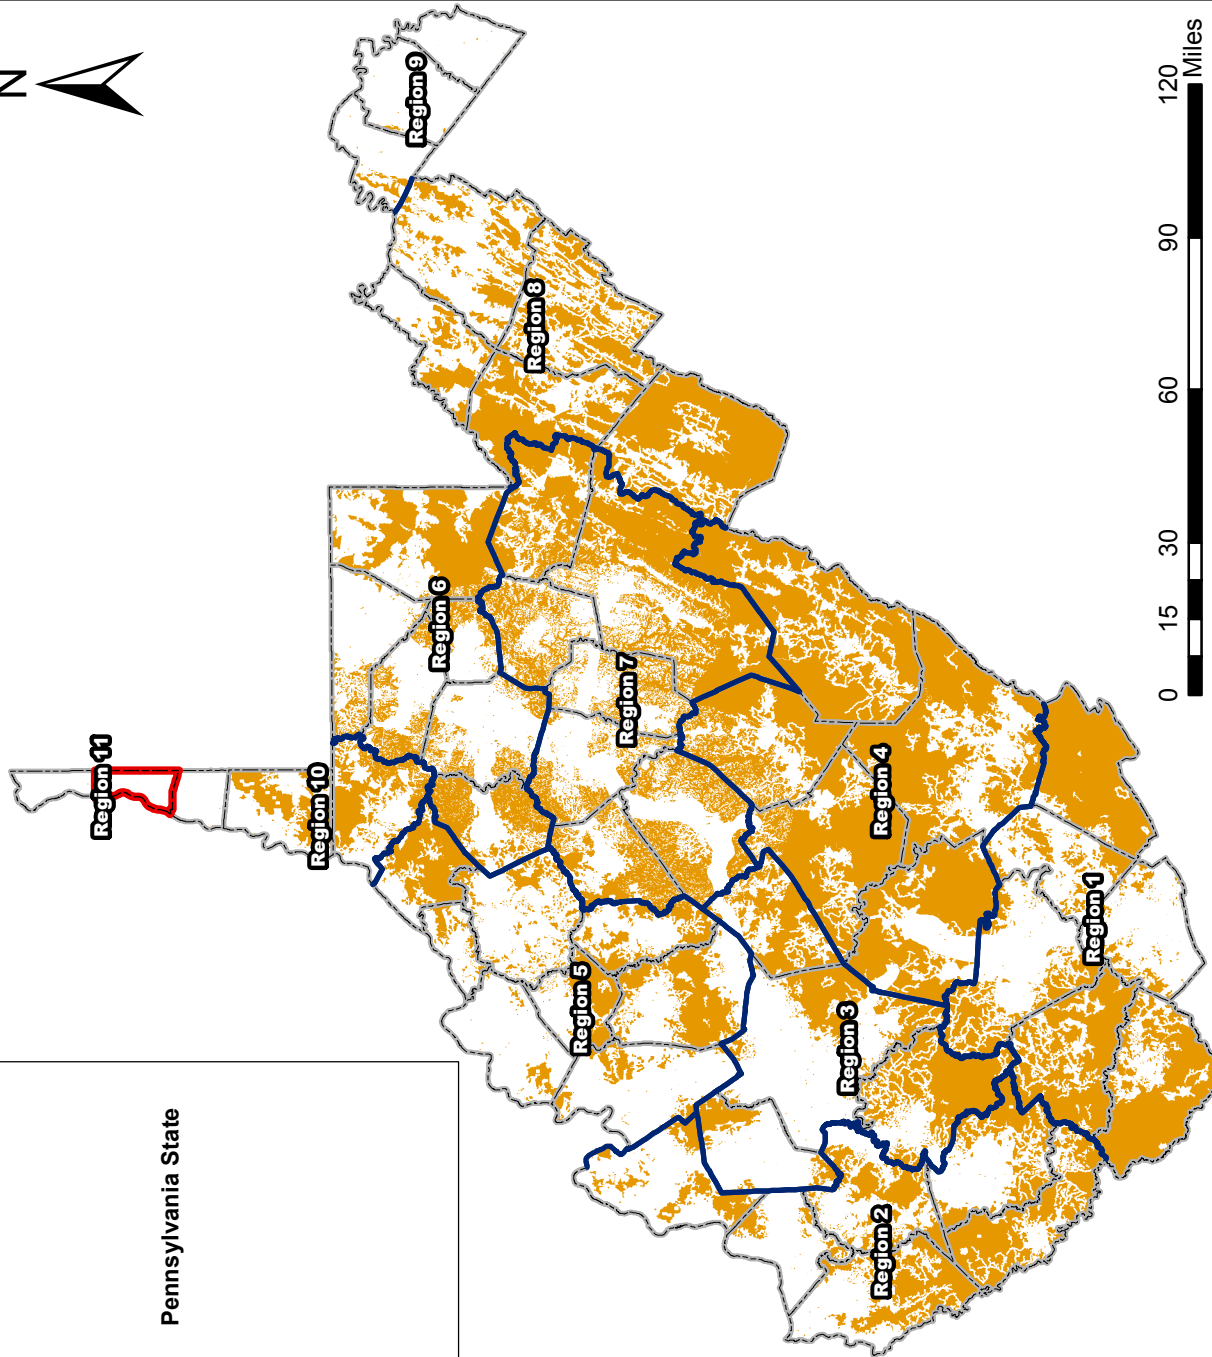 N
Pennsylvania State
Region 11
Region 10
Region 9
Region 6
Region 8
Region 5
Region 7
Region 2
Region 3
Region 4
Region 1
0 15 30 60 90 120
Miles